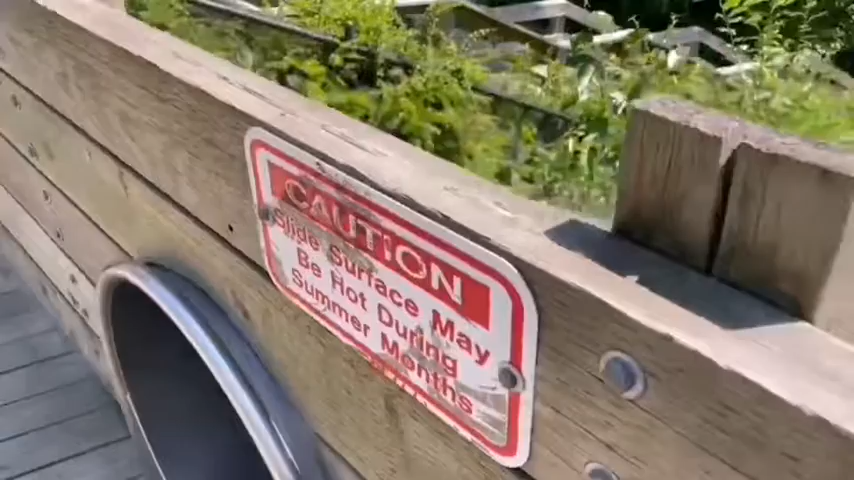 CAUTION
Slide Surface May
Be Hot During
Summer Months